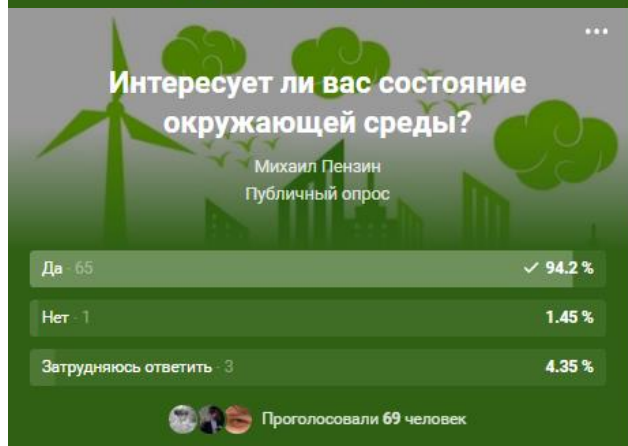 Интересует ли вас состояние
окружающей среды?
Михаил Пензин
Публичный опрос
Да · 65 94.2 %
Нет · 1 1.45 %
Затрудняюсь ответить · 3 4.35 %
Проголосовали 69 человек